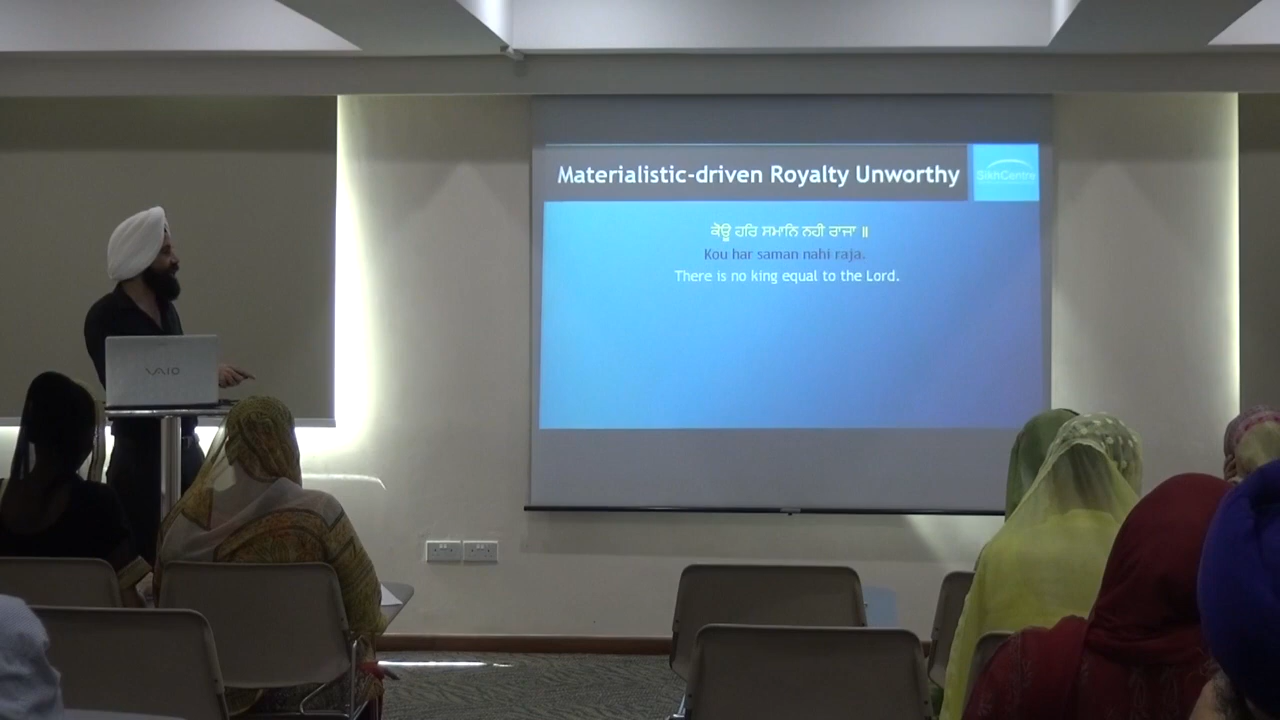 Materialistic-driven Royalty Unworthy
SikhCentre
ਕੋਊ ਹਰਿ ਸਮਾਨਿ ਨਹੀ ਰਾਜਾ ॥
Kou har saman nahi raja.
There is no king equal to the Lord.
VAIO